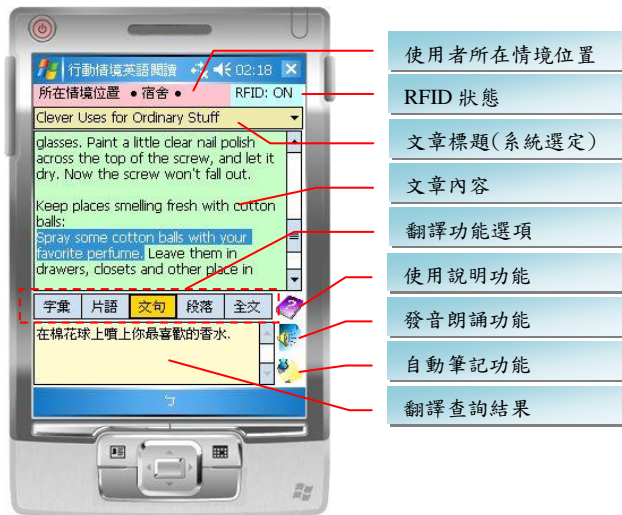 行動情境英語閱讀 02:18
所在情境位置 ●宿舍● RFID: ON
Clever Uses for Ordinary Stuff
glasses. Paint a little clear nail polish
across the top of the screw, and let it
dry. Now the screw won't fall out.
Keep places smelling fresh with cotton
balls:
Spray some cotton balls with your
favorite perfume. Leave them in
drawers, closets and other place in
字彙 片語 文句 段落 全文
在棉花球上噴上你最喜歡的香水.
ㄅ
使用者所在情境位置
RFID 狀態
文章標題(系統選定)
文章內容
翻譯功能選項
使用說明功能
發音朗誦功能
自動筆記功能
翻譯查詢結果